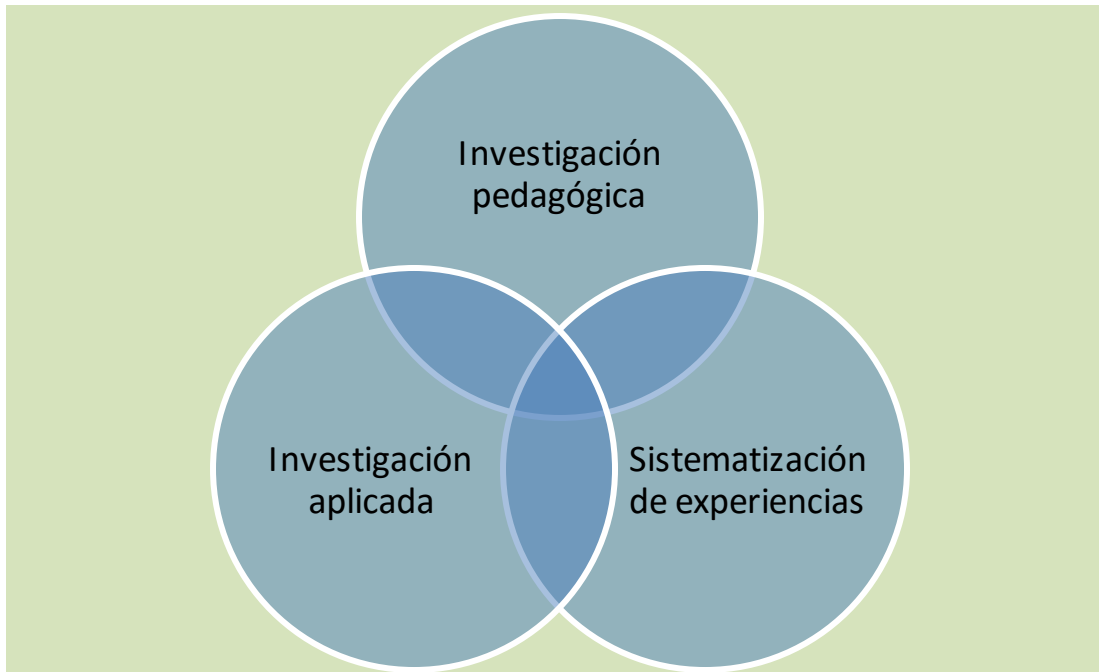 Investigación
pedagógica
Investigación
aplicada
Sistematización
de experiencias